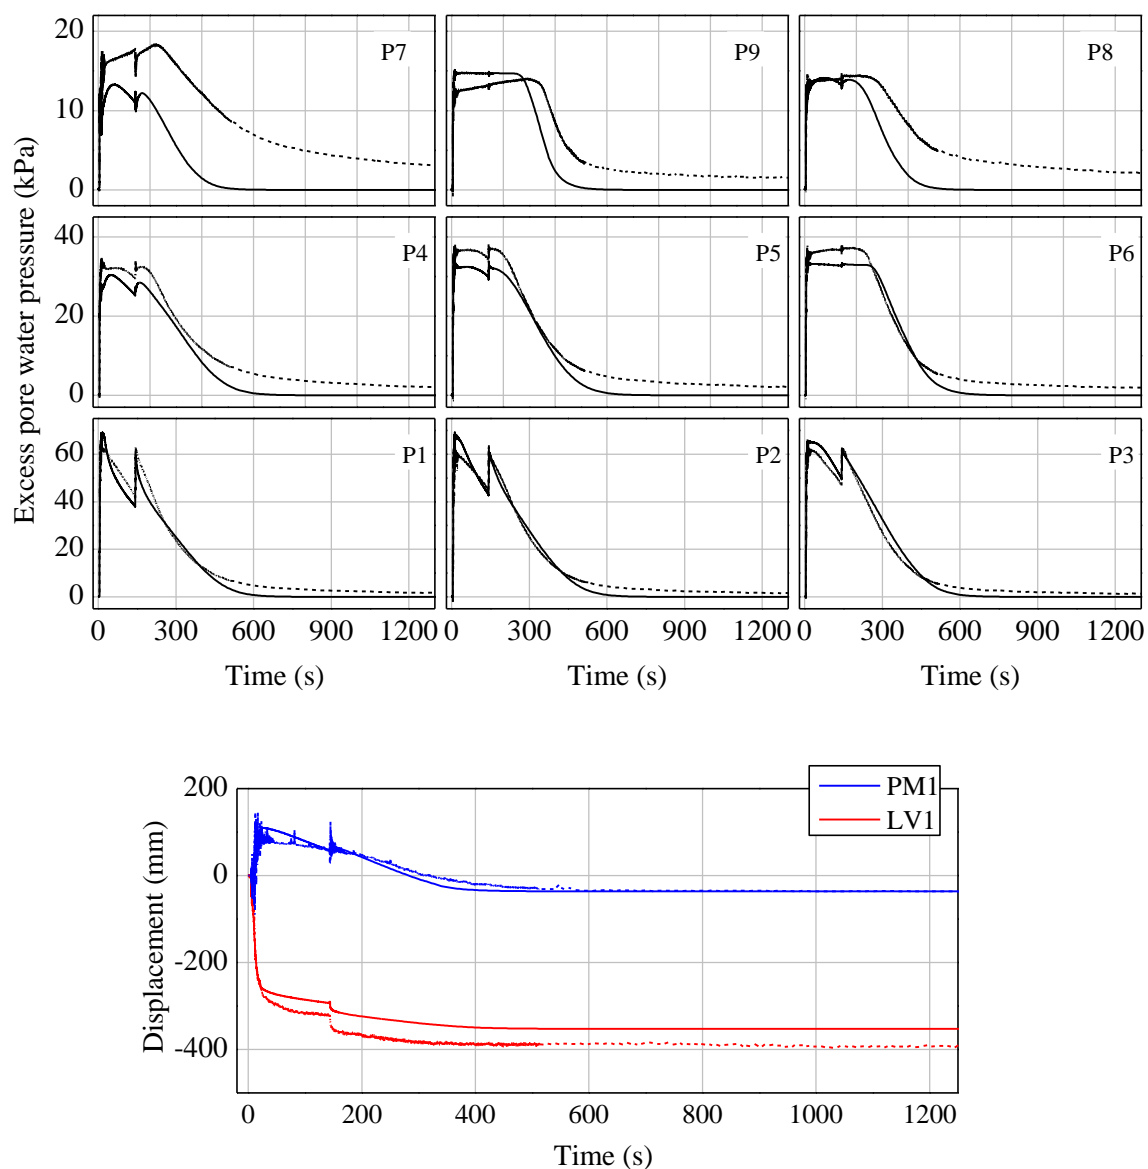 20
10
0
P7
P9
P8
Excess pore water pressure (kPa)
40
20
0
P4
P5
P6
60
40
20
0
P1
P2
P3
0 300 600 900 1200 0 300 600 900 1200 0 300 600 900 1200
Time (s) Time (s) Time (s)
200
0
-200
-400
Displacement (mm)
PM1
LV1
0 200 400 600 800 1000 1200
Time (s)